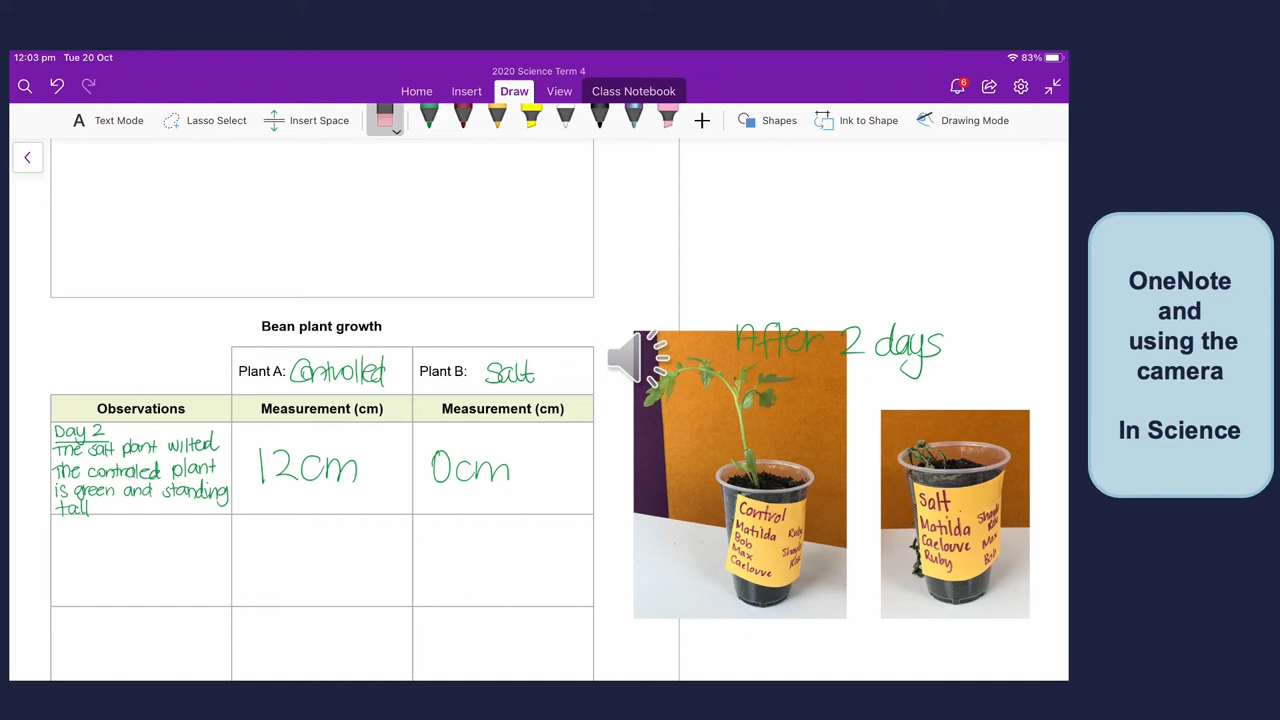 12:03 pm Tue 20 Oct
83%
2020 Science Term 4
Home Insert Draw View Class Notebook
6
A Text Mode Lasso Select Insert Space Shapes Ink to Shape Drawing Mode
OneNote
and
using the
camera
In Science
Bean plant growth
Plant A: Controlled Plant B: Salt
Observations Measurement (cm) Measurement (cm)
Day 2
The salt plant wilted
The controled plant
is green and standing
tall
12cm 0cm
After 2 days
Control
Matilda Ruby
Bob
Max
Caelouve
Salt
Matilda
Caelouve
Ruby
Max
Bob